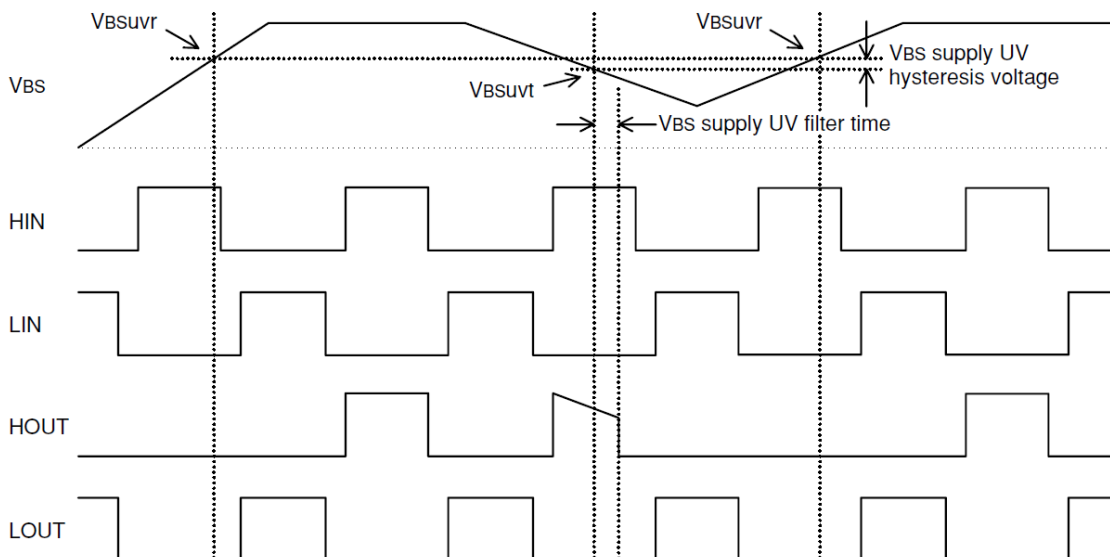 VBSuvr
VBSuvr
VBS
VBS supply UV
hysteresis voltage
VBSuvt
VBS supply UV filter time
HIN
LIN
HOUT
LOUT